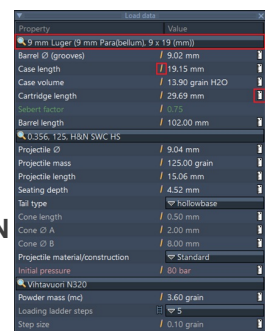 Load data
Property Value
9 mm Luger (9 mm Para(bellum), 9 x 19 (mm))
Barrel Ø (grooves) 9.02 mm
Case length 19.15 mm
Case volume 13.90 grain H2O
Cartridge length 29.69 mm
Sebert factor 0.75
Barrel length 102.00 mm
0.356, 125, H&N SWC HS
Projectile Ø 9.04 mm
Projectile mass 125.00 grain
Projectile length 15.06 mm
Seating depth 4.52 mm
Tail type hollowbase
Cone length 0.50 mm
N
Cone Ø A 2.00 mm
Cone Ø B 8.00 mm
Projectile material/construction Standard
Initial pressure 80 bar
Vihtavuori N320
Powder mass (mc) 3.60 grain
Loading ladder steps 5
Step size 0.10 grain